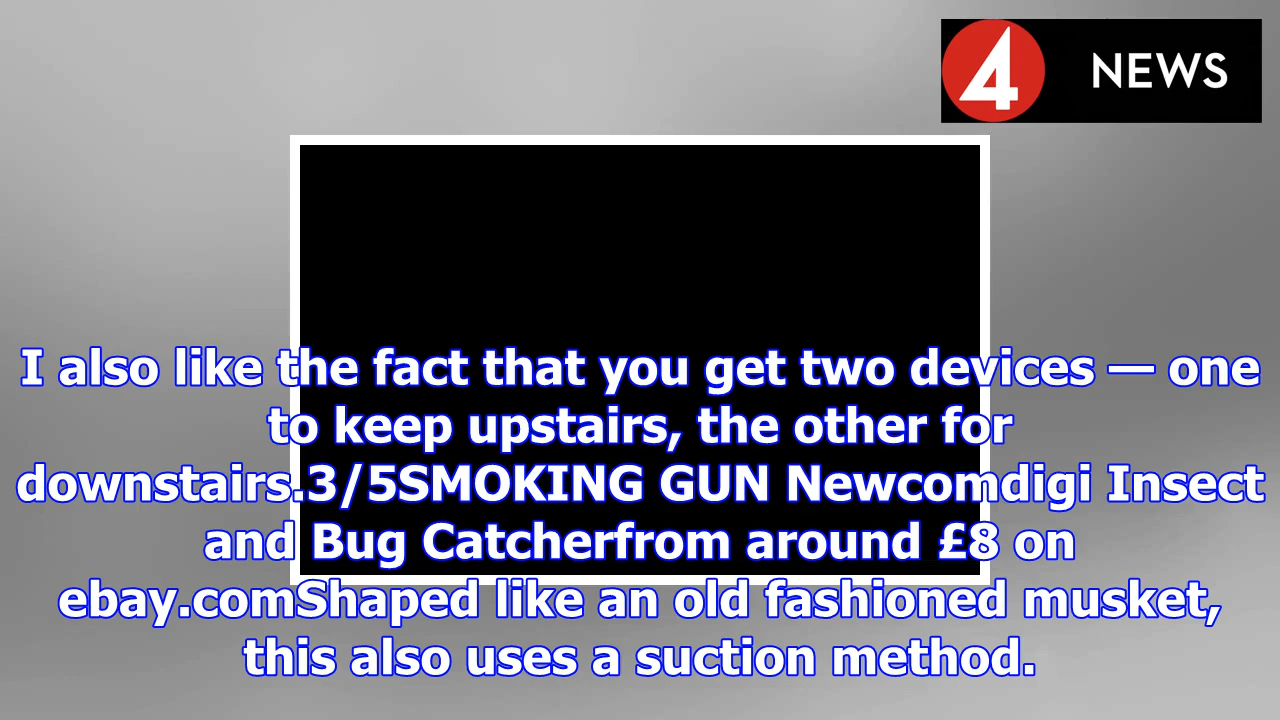 4 NEWS
I also like the fact that you get two devices — one
to keep upstairs, the other for
downstairs.3/5SMOKING GUN Newcomdigi Insect
and Bug Catcherfrom around £8 on
ebay.comShaped like an old fashioned musket,
this also uses a suction method.